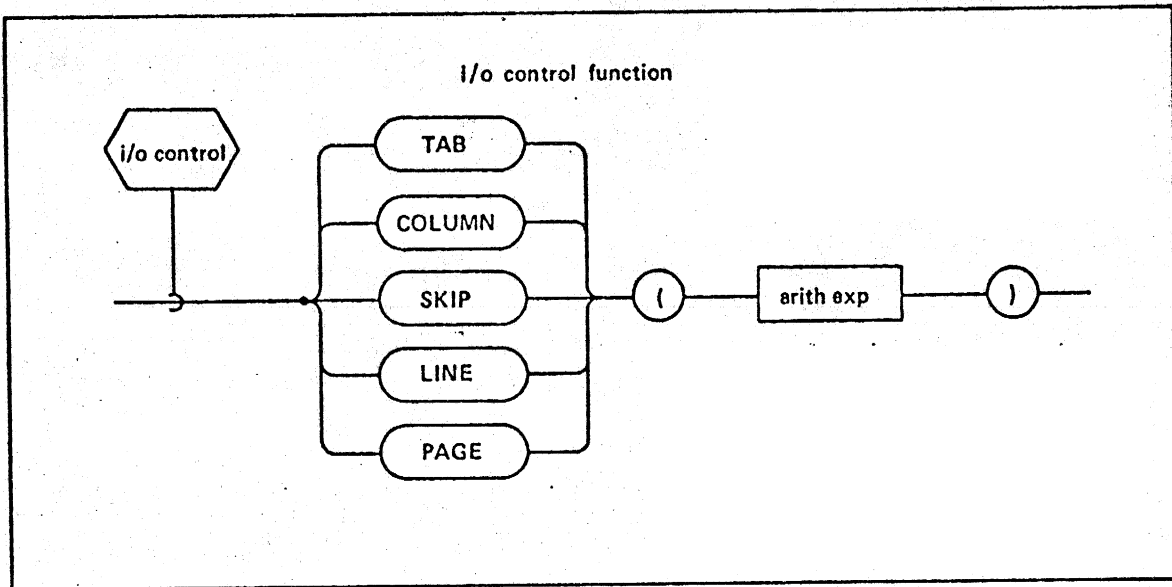 i/o control function
i/o control
TAB
COLUMN
SKIP
LINE
PAGE
(
arith exp
)